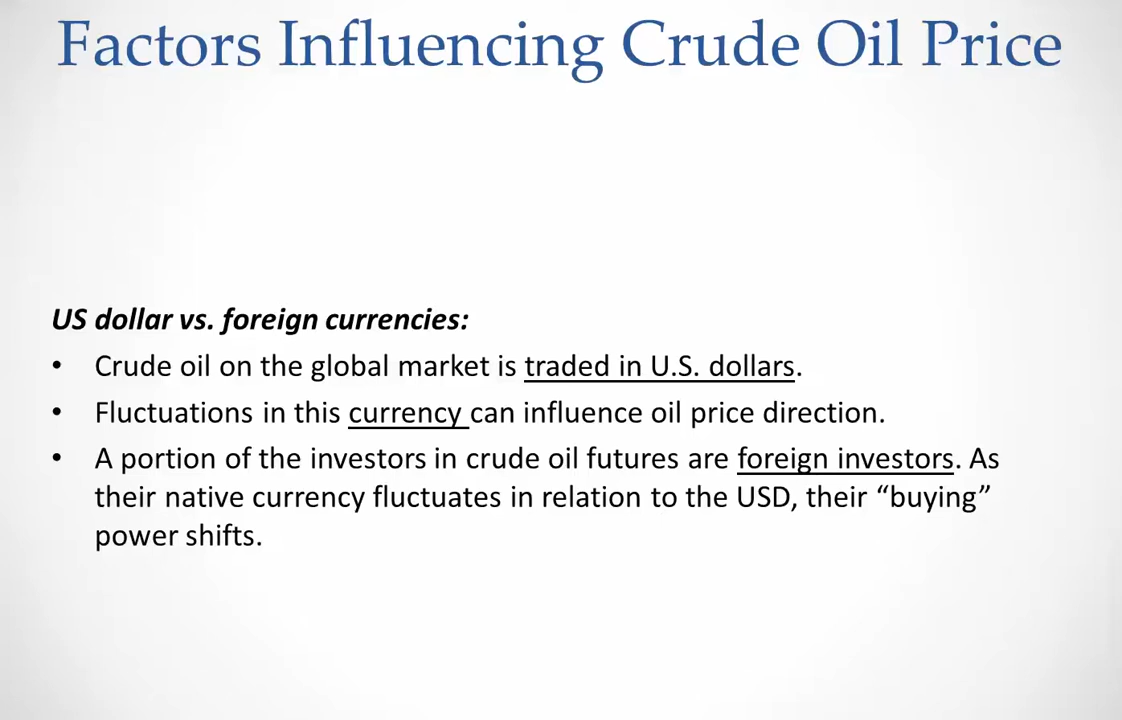 Factors Influencing Crude Oil Price
US dollar vs. foreign currencies:
• Crude oil on the global market is traded in U.S. dollars.
• Fluctuations in this currency can influence oil price direction.
• A portion of the investors in crude oil futures are foreign investors. As
their native currency fluctuates in relation to the USD, their “buying”
power shifts.